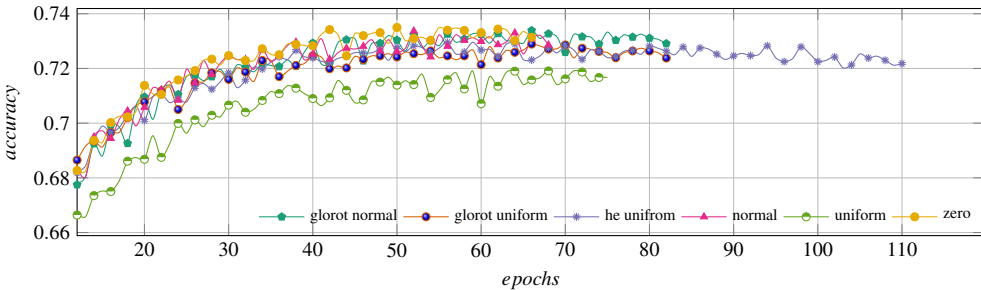 0.74
0.72
0.7
0.68
0.66
accuracy
glorot normal
glorot uniform
he unifrom
normal
uniform
zero
20 30 40 50 60 70 80 90 100 110
epochs